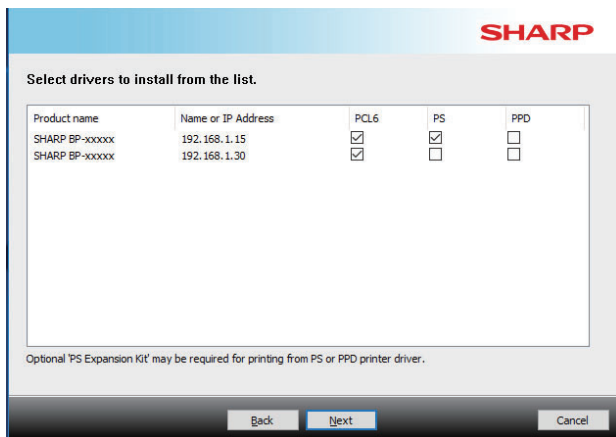 SHARP
Select drivers to install from the list.
Product name Name or IP Address PCL6 PS PPD
SHARP BP-xxxxx 192.168.1.15
SHARP BP-xxxxx 192.168.1.30
Optional 'PS Expansion Kit' may be required for printing from PS or PPD printer driver.
Back Next Cancel